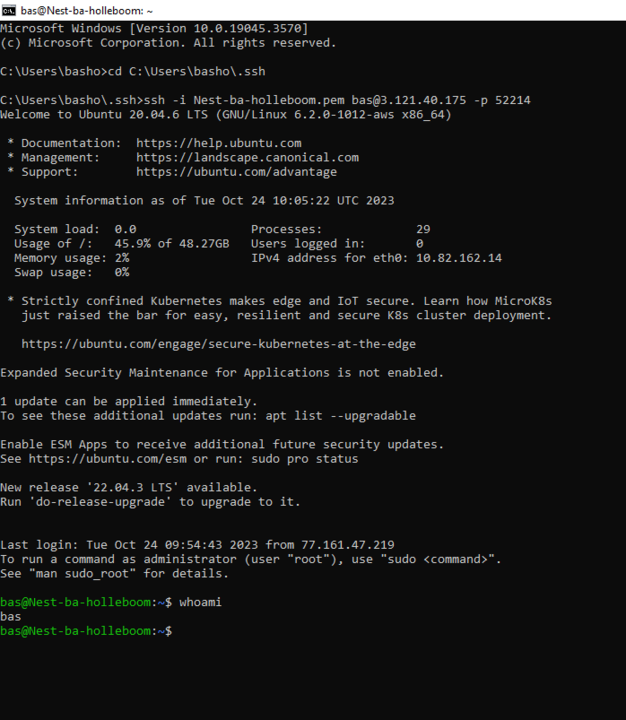 bas@Nest-ba-holleboom: ~
Microsoft Windows [Version 10.0.19045.3570]
(c) Microsoft Corporation. All rights reserved.
C:\Users\basho>cd C:\Users\basho\.ssh
C:\Users\basho\.ssh>ssh -i Nest-ba-holleboom.pem bas@3.121.40.175 -p 52214
Welcome to Ubuntu 20.04.6 LTS (GNU/Linux 6.2.0-1012-aws x86_64)
* Documentation:  https://help.ubuntu.com
* Management:     https://landscape.canonical.com
* Support:        https://ubuntu.com/advantage
System information as of Tue Oct 24 10:05:22 UTC 2023
System load:  0.0                Processes:             29
Usage of /:   45.9% of 48.27GB   Users logged in:       0
Memory usage: 2%                 IPv4 address for eth0: 10.82.162.14
Swap usage:   0%
* Strictly confined Kubernetes makes edge and IoT secure. Learn how MicroK8s
just raised the bar for easy, resilient and secure K8s cluster deployment.
https://ubuntu.com/engage/secure-kubernetes-at-the-edge
Expanded Security Maintenance for Applications is not enabled.
1 update can be applied immediately.
To see these additional updates run: apt list --upgradable
Enable ESM Apps to receive additional future security updates.
See https://ubuntu.com/esm or run: sudo pro status
New release '22.04.3 LTS' available.
Run 'do-release-upgrade' to upgrade to it.
Last login: Tue Oct 24 09:54:43 2023 from 77.161.47.219
To run a command as administrator (user "root"), use "sudo <command>".
See "man sudo_root" for details.
bas@Nest-ba-holleboom:~$ whoami
bas
bas@Nest-ba-holleboom:~$